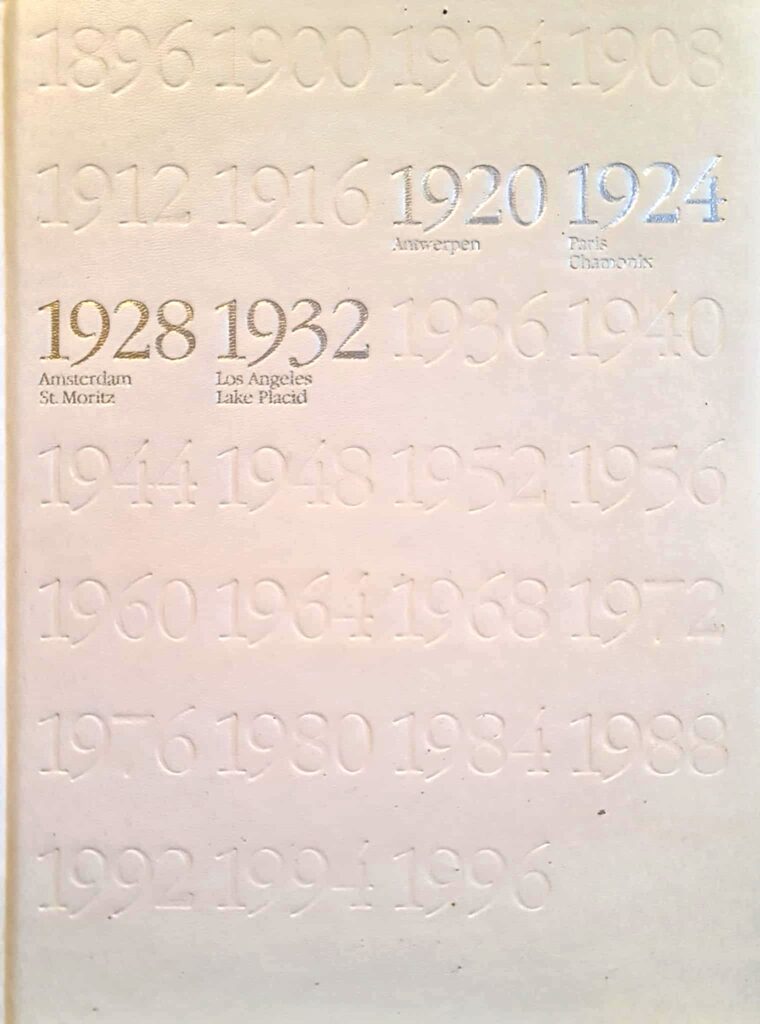 1896 1900 1904 1908
1912 1916 1920 1924
Antwerpen Paris
Chamonix
1928 1932 1936 1940
Amsterdam Los Angeles
St. Moritz Lake Placid
1944 1948 1952 1956
1960 1964 1968 1972
1976 1980 1984 1988
1992 1994 1996